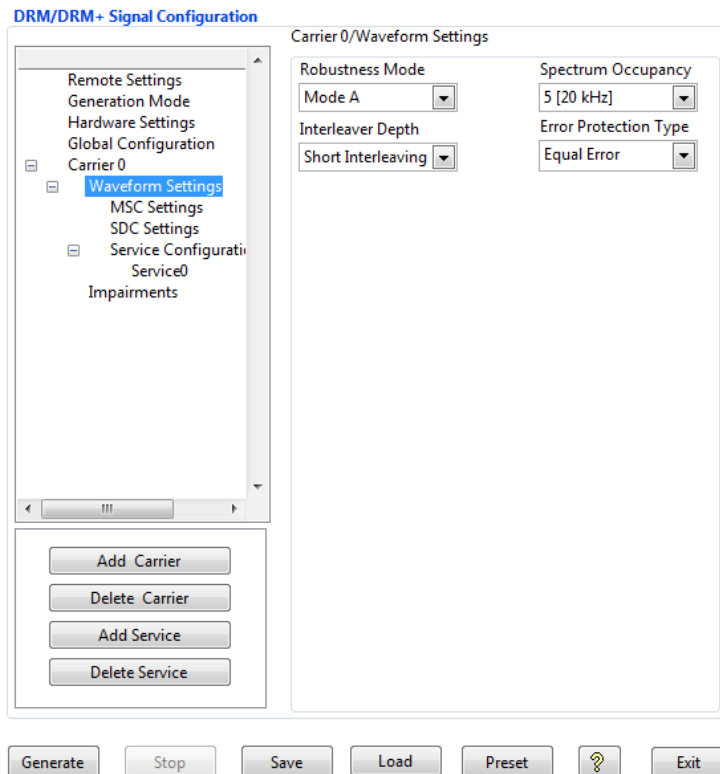 DRM/DRM+ Signal Configuration
Remote Settings
Generation Mode
Hardware Settings
Global Configuration
Carrier 0
Waveform Settings
MSC Settings
SDC Settings
Service Configurati
Service0
Impairments
Add Carrier
Delete Carrier
Add Service
Delete Service
Carrier 0/Waveform Settings
Robustness Mode
Mode A
Spectrum Occupancy
5 [20 kHz]
Interleaver Depth
Short Interleaving
Error Protection Type
Equal Error
Generate
Stop
Save
Load
Preset
?
Exit